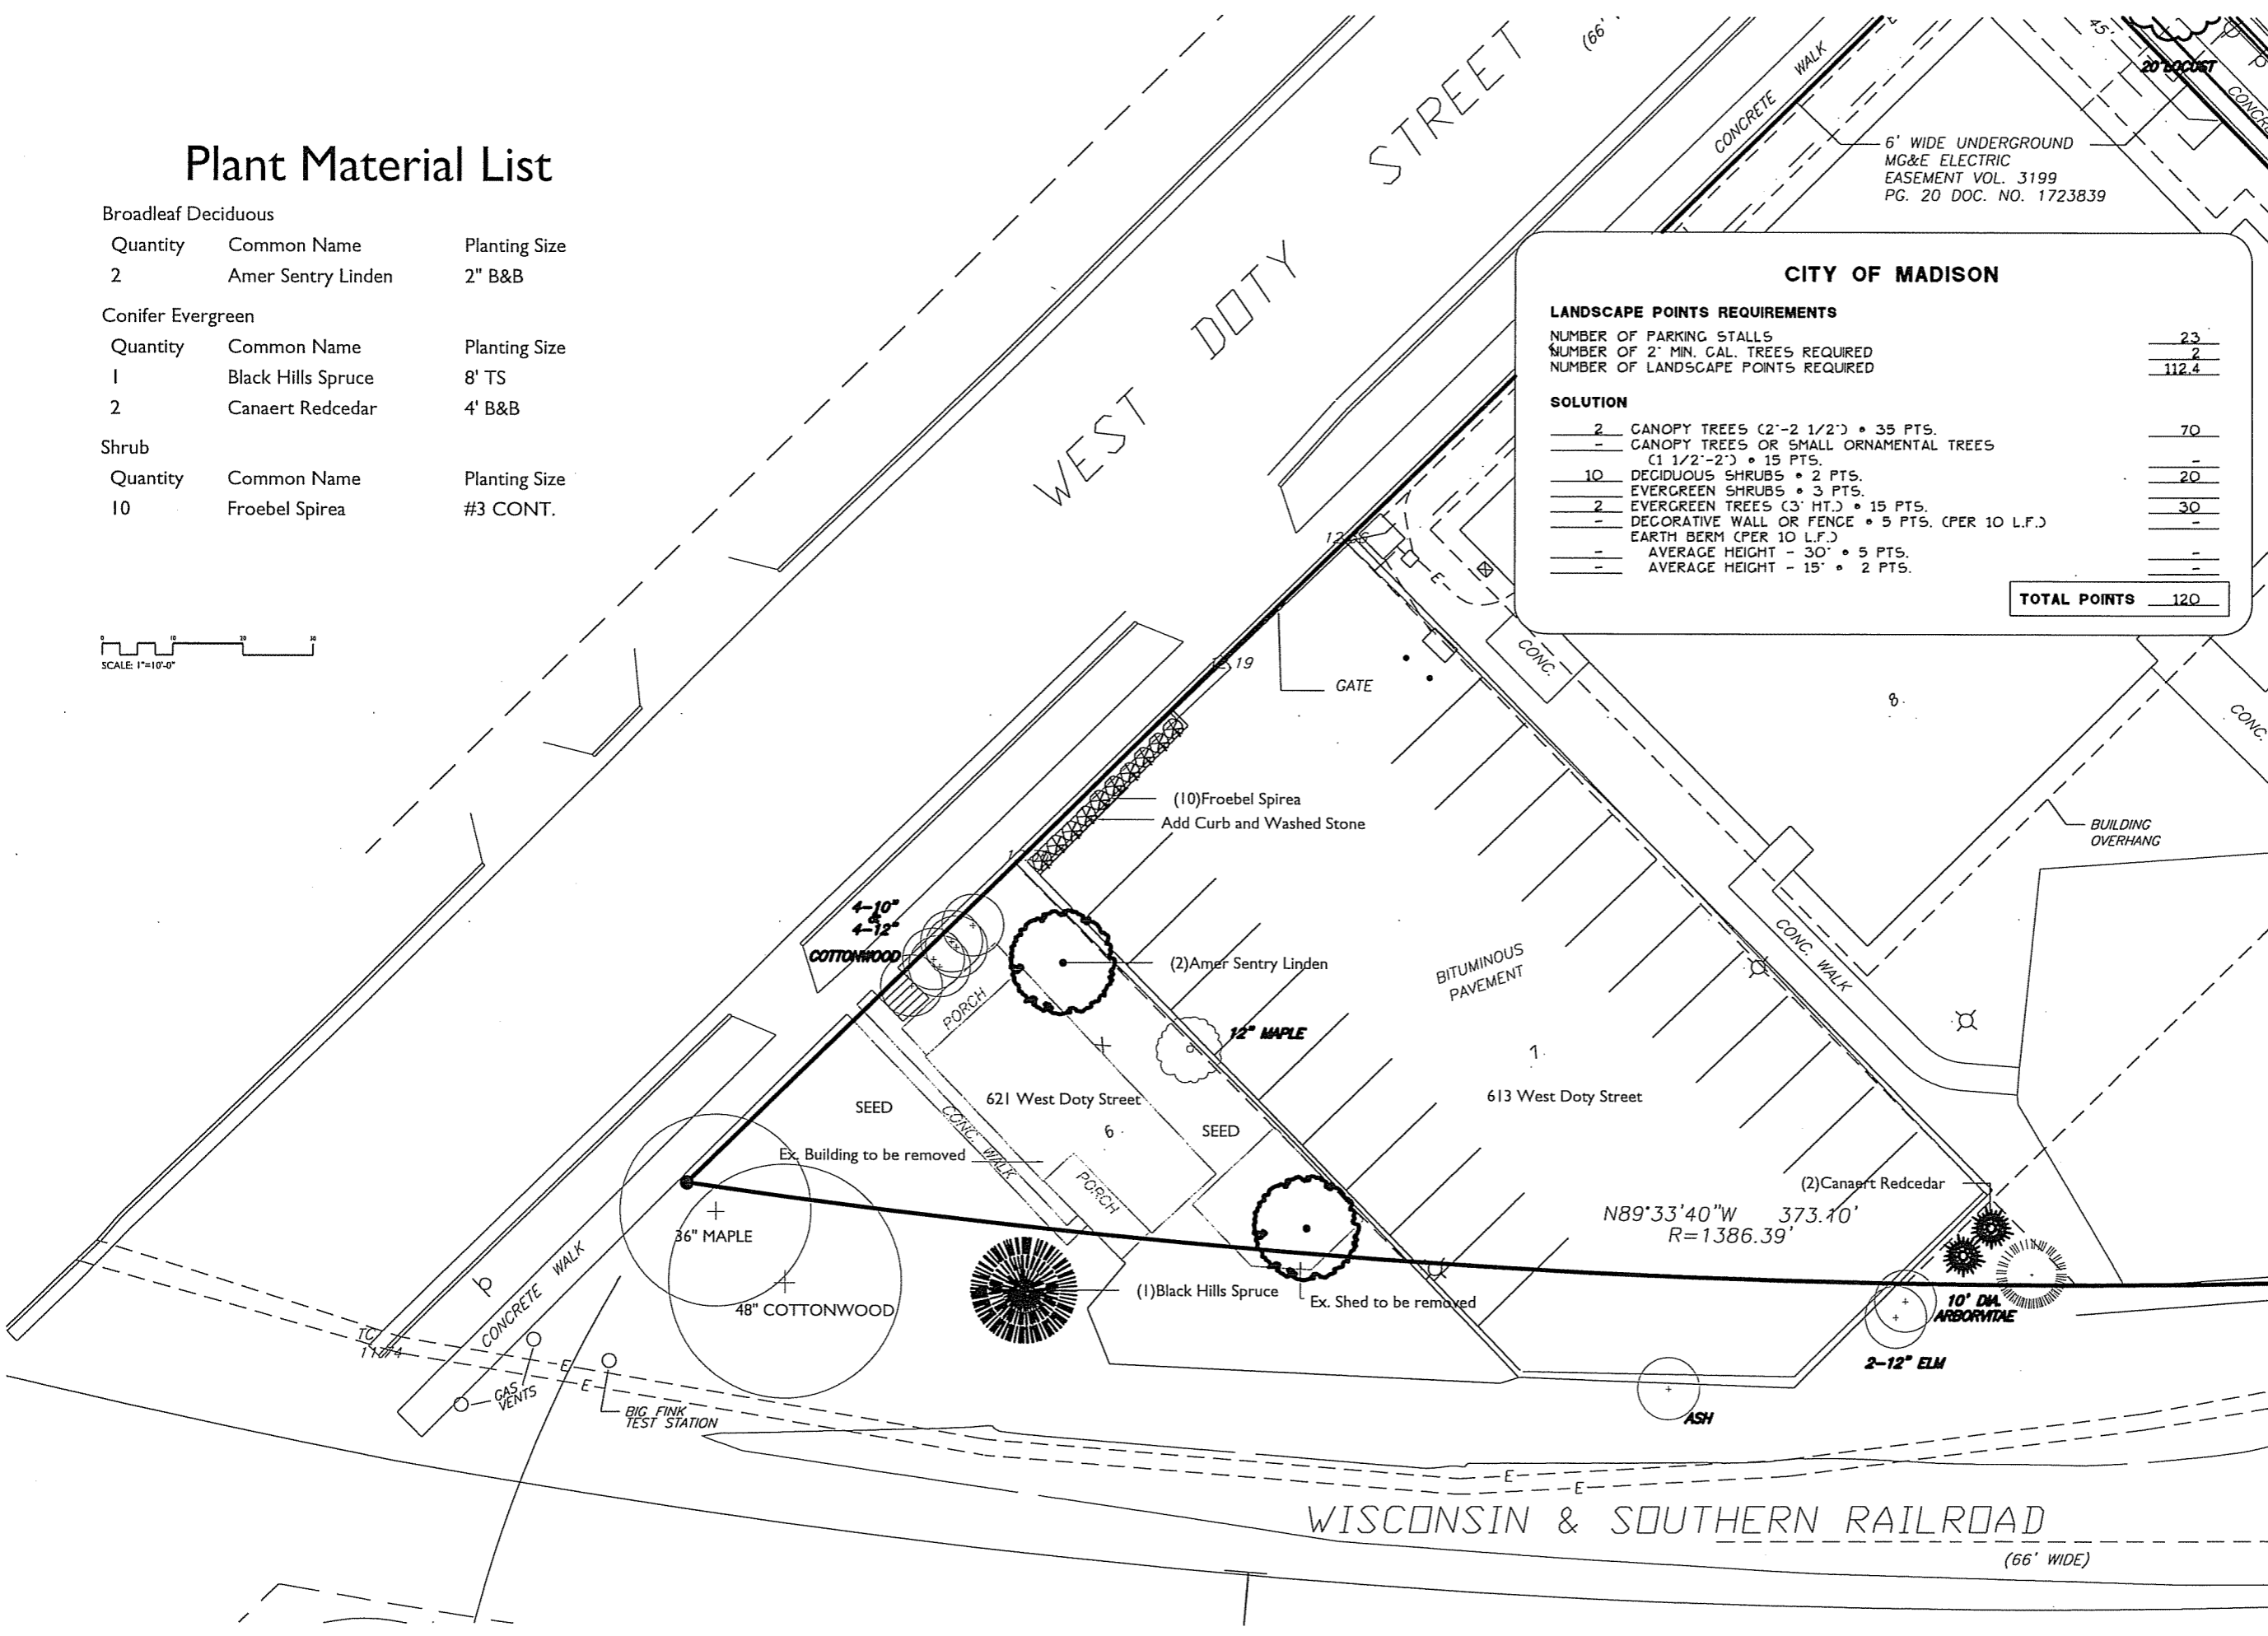 Plant Material List
Broadleaf Deciduous
Quantity Common Name Planting Size
2 Amer Sentry Linden 2" B&B
Conifer Evergreen
Quantity Common Name Planting Size
1 Black Hills Spruce 8' TS
2 Canaert Redcedar 4' B&B
Shrub
Quantity Common Name Planting Size
10 Froebel Spirea #3 CONT.
0 10 20 30
SCALE: 1"=10'-0"
WEST DOTY STREET
(66'
CONCRETE WALK
45'
20" LOCUST
6' WIDE UNDERGROUND
MG&E ELECTRIC
EASEMENT VOL. 3199
PG. 20 DOC. NO. 1723839
CITY OF MADISON
LANDSCAPE POINTS REQUIREMENTS
NUMBER OF PARKING STALLS 23
NUMBER OF 2" MIN. CAL. TREES REQUIRED 2
NUMBER OF LANDSCAPE POINTS REQUIRED 112.4
SOLUTION
2 CANOPY TREES (2"-2 1/2") @ 35 PTS. 70
- CANOPY TREES OR SMALL ORNAMENTAL TREES
(1 1/2"-2") @ 15 PTS. -
10 DECIDUOUS SHRUBS @ 2 PTS. 20
EVERGREEN SHRUBS @ 3 PTS.
2 EVERGREEN TREES (3' HT.) @ 15 PTS. 30
- DECORATIVE WALL OR FENCE @ 5 PTS. (PER 10 L.F.) -
EARTH BERM (PER 10 L.F.)
- AVERAGE HEIGHT - 30" @ 5 PTS. -
- AVERAGE HEIGHT - 15" @ 2 PTS. -
TOTAL POINTS 120
E
CONC.
19
GATE
8
CONC.
(10)Froebel Spirea
Add Curb and Washed Stone
BUILDING
OVERHANG
4-10"
&
4-12"
COTTONWOOD
(2)Amer Sentry Linden
BITUMINOUS
PAVEMENT
CONC. WALK
PORCH
12" MAPLE
7
621 West Doty Street
613 West Doty Street
SEED
CONC. WALK
6
SEED
Ex. Building to be removed
PORCH
(2)Canaert Redcedar
N89°33'40"W 373.10'
R=1386.39'
36" MAPLE
48" COTTONWOOD
(1)Black Hills Spruce
Ex. Shed to be removed
10' DIA.
ARBORVITAE
2-12" ELM
ASH
CONCRETE WALK
TC
E
E
GAS
VENTS
BIG FINK
TEST STATION
E
E
WISCONSIN & SOUTHERN RAILROAD
(66' WIDE)